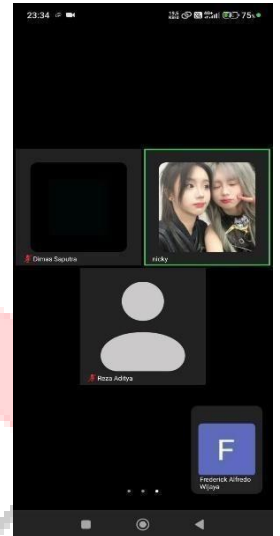 23:34
75
Dimas Saputra
ricky
Reza Aditya
F
Frederick Alfredo
Wijaya